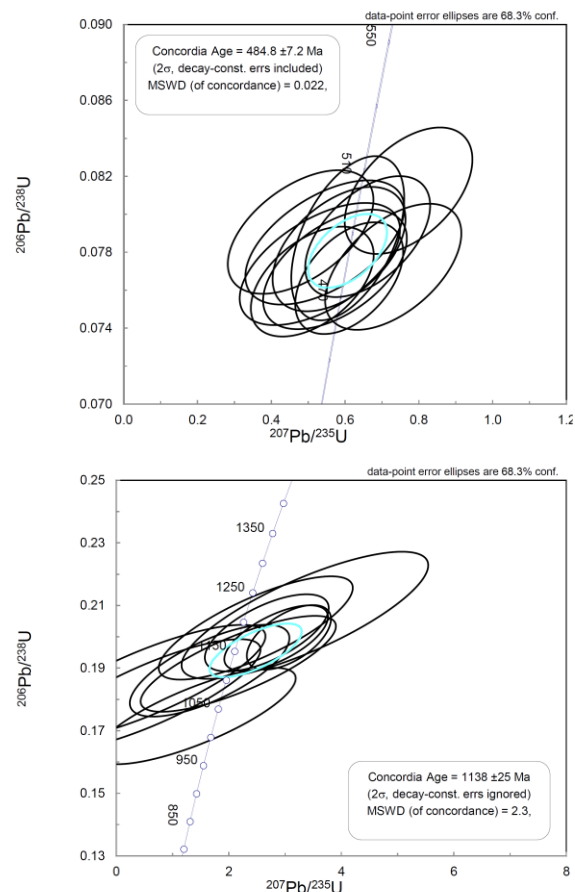 data-point error ellipses are 68.3% conf.
0.090
550
Concordia Age = 484.8 ±7.2 Ma
(2σ, decay-const. errs included)
MSWD (of concordance) = 0.022,
0.086
510
0.082
206Pb/238U
0.078
470
0.074
0.070
0.0
0.2
0.4
0.6
0.8
1.0
1.2
207Pb/235U
data-point error ellipses are 68.3% conf.
0.25
1350
0.23
1250
0.21
1150
206Pb/238U
0.19
1050
0.17
950
Concordia Age = 1138 ±25 Ma
(2σ, decay-const. errs ignored)
MSWD (of concordance) = 2.3,
0.15
850
0.13
0
2
4
6
8
207Pb/235U